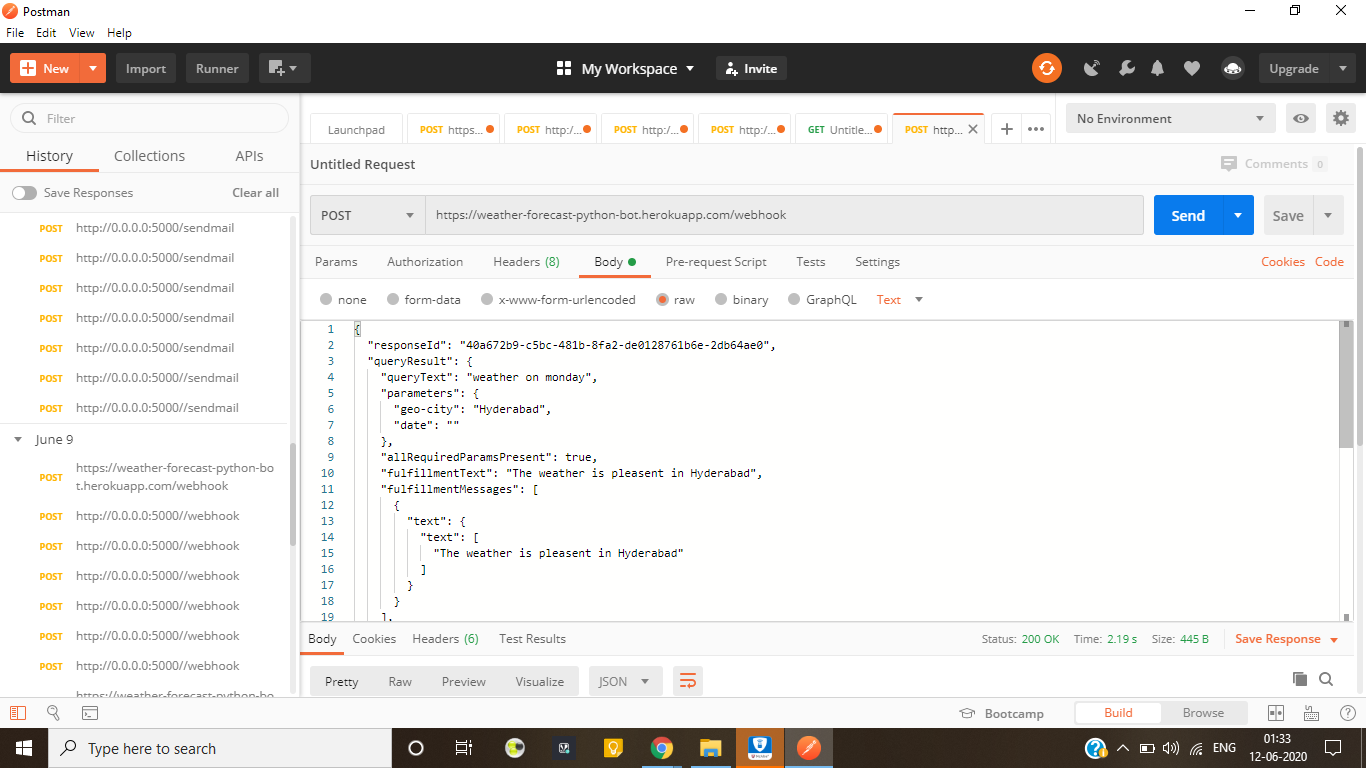 Postman
File Edit View Help
New Import Runner My Workspace Invite Upgrade
Filter
History Collections APIs
Save Responses Clear all
POST http://0.0.0.0:5000/sendmail
POST http://0.0.0.0:5000/sendmail
POST http://0.0.0.0:5000/sendmail
POST http://0.0.0.0:5000/sendmail
POST http://0.0.0.0:5000/sendmail
POST http://0.0.0.0:5000//sendmail
POST http://0.0.0.0:5000//sendmail
June 9
POST https://weather-forecast-python-bo
t.herokuapp.com/webhook
POST http://0.0.0.0:5000//webhook
POST http://0.0.0.0:5000//webhook
POST http://0.0.0.0:5000//webhook
POST http://0.0.0.0:5000//webhook
POST http://0.0.0.0:5000//webhook
POST http://0.0.0.0:5000//webhook
https://weather-forecast-python-bo
Launchpad POST https... POST http:/... POST http:/... POST http:/... GET Untitle... POST http... No Environment
Untitled Request Comments 0
POST https://weather-forecast-python-bot.herokuapp.com/webhook Send Save
Params Authorization Headers (8) Body Pre-request Script Tests Settings Cookies Code
none form-data x-www-form-urlencoded raw binary GraphQL Text
1 {
2 "responseId": "40a672b9-c5bc-481b-8fa2-de0128761b6e-2db64ae0",
3 "queryResult": {
4 "queryText": "weather on monday",
5 "parameters": {
6 "geo-city": "Hyderabad",
7 "date": ""
8 },
9 "allRequiredParamsPresent": true,
10 "fulfillmentText": "The weather is pleasent in Hyderabad",
11 "fulfillmentMessages": [
12 {
13 "text": {
14 "text": [
15 "The weather is pleasent in Hyderabad"
16 ]
17 }
18 }
19 ],
Body Cookies Headers (6) Test Results Status: 200 OK Time: 2.19 s Size: 445 B Save Response
Pretty Raw Preview Visualize JSON
Bootcamp Build Browse
Type here to search ENG 01:33
12-06-2020